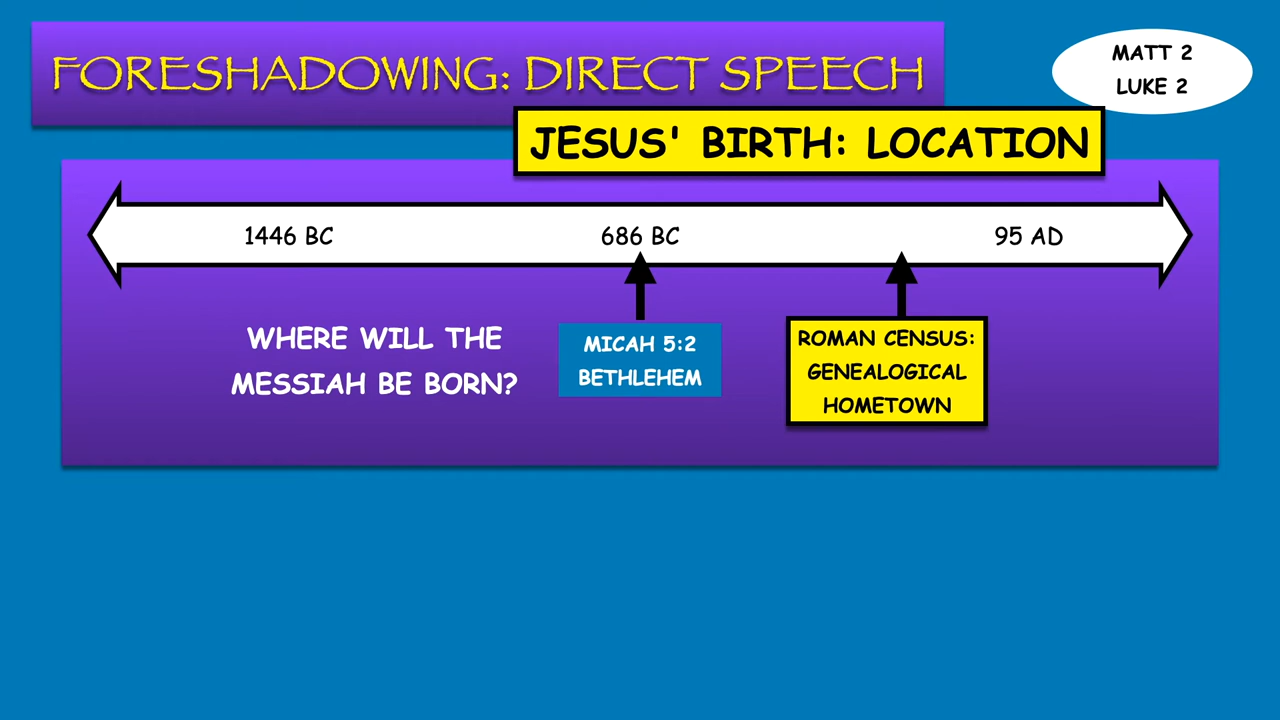 FORESHADOWING: DIRECT SPEECH
MATT 2
LUKE 2
JESUS' BIRTH: LOCATION
1446 BC
686 BC
95 AD
WHERE WILL THE
MESSIAH BE BORN?
MICAH 5:2
BETHLEHEM
ROMAN CENSUS:
GENEALOGICAL
HOMETOWN